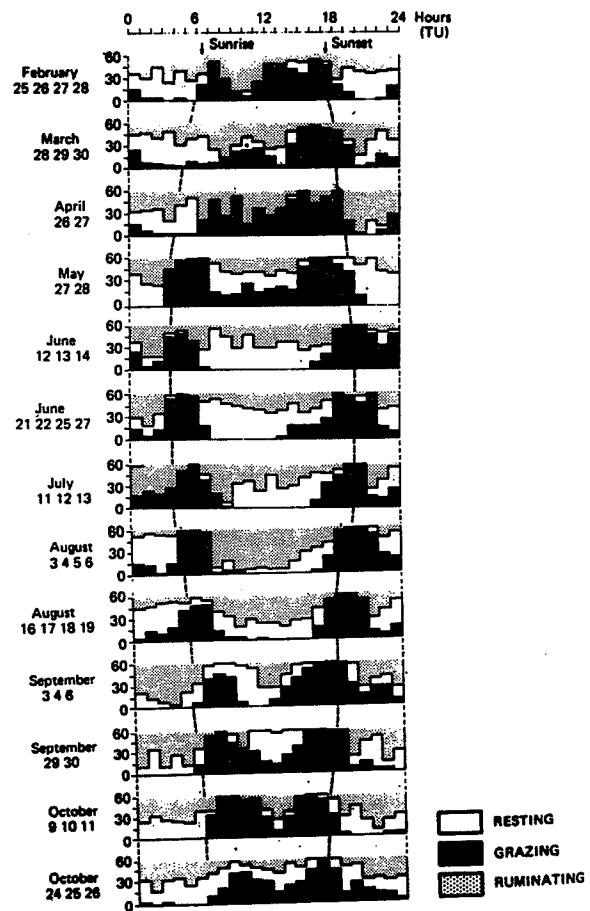 0 6 12 18 24 Hours
(TU)
Sunrise Sunset
February
25 26 27 28
60
30
0
March
28 29 30
60
30
0
April
26 27
60
30
0
May
27 28
60
30
0
June
12 13 14
60
30
0
June
21 22 25 27
60
30
0
July
11 12 13
60
30
0
August
3 4 5 6
60
30
0
August
16 17 18 19
60
30
0
September
3 4 6
60
30
0
September
29 30
60
30
0
October
9 10 11
60
30
0
October
24 25 26
60
30
0
RESTING
GRAZING
RUMINATING